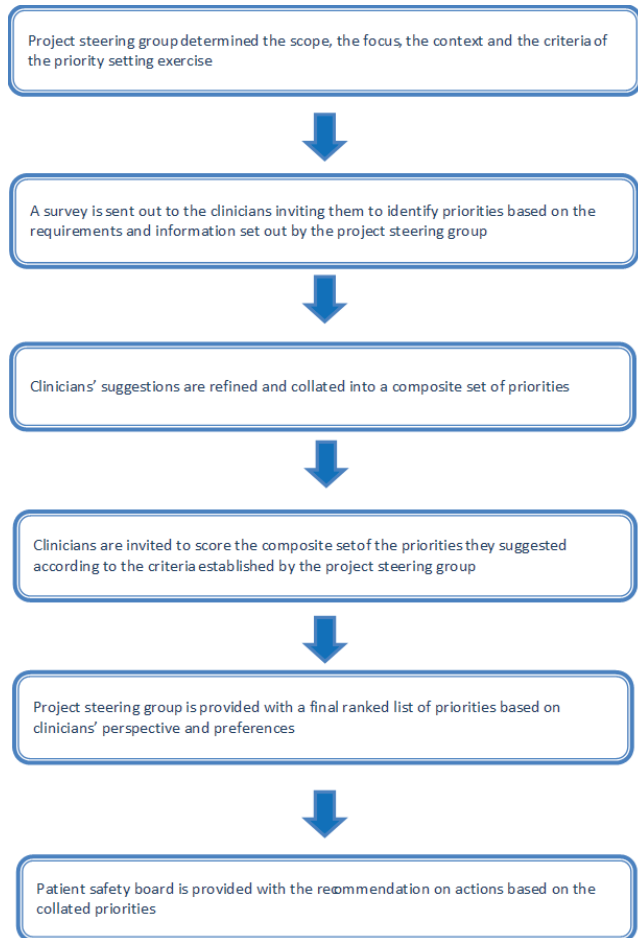 Project steering group determined the scope, the focus, the context and the criteria of
the priority setting exercise
A survey is sent out to the clinicians inviting them to identify priorities based on the
requirements and information set out by the project steering group
Clinicians' suggestions are refined and collated into a composite set of priorities
Clinicians are invited to score the composite set of the priorities they suggested
according to the criteria established by the project steering group
Project steering group is provided with a final ranked list of priorities based on
clinicians' perspective and preferences
Patient safety board is provided with the recommendation on actions based on the
collated priorities